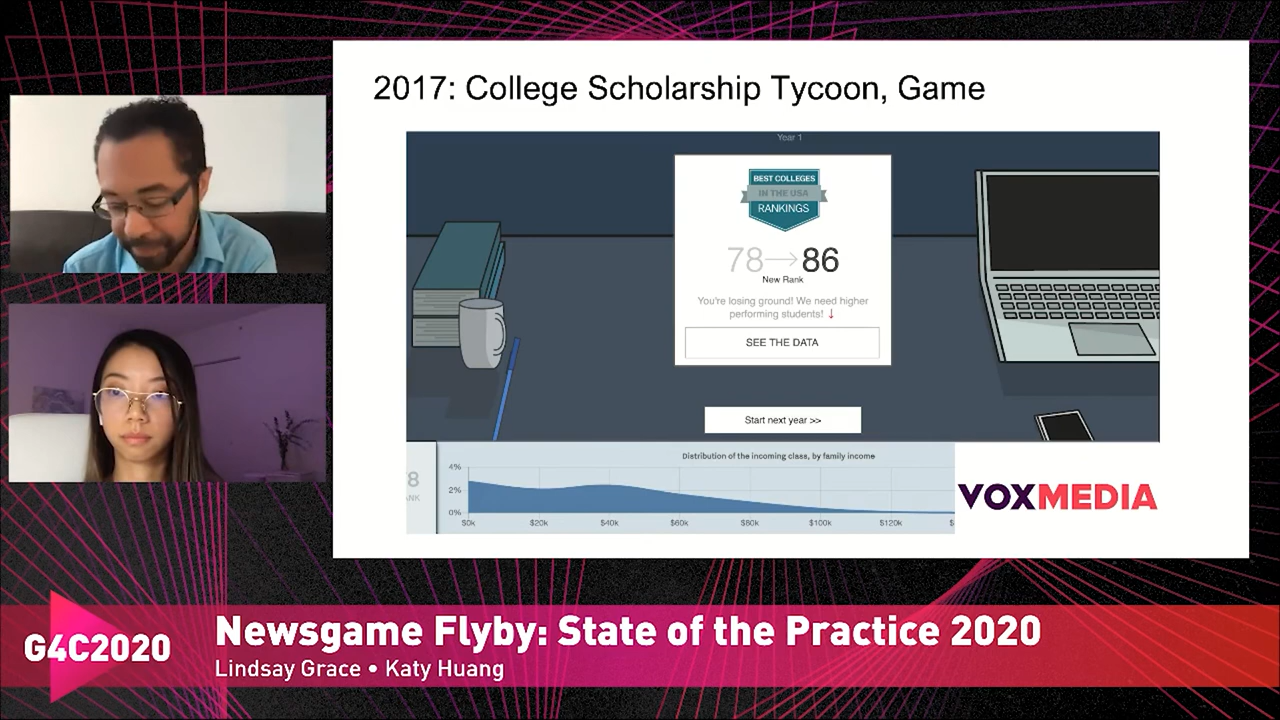 2017: College Scholarship Tycoon, Game
Year 1
BEST COLLEGES
IN THE USA
RANKINGS
78→86
New Rank
You're losing ground! We need higher
performing students! ↓
SEE THE DATA
Start next year >>
8
NK
Distribution of the incoming class, by family income
4%
2%
0%
$0k $20k $40k $60k $80k $100k $120k $
VOXMEDIA
G4C2020
Newsgame Flyby: State of the Practice 2020
Lindsay Grace • Katy Huang